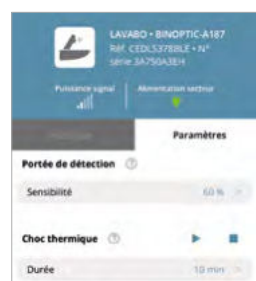 LAVABO • BINOPTIC-A187
Réf. CEDL53788LE • N°
série 3A750A3EH
Puissance signal
Alimentation secteur
Paramètres
Portée de détection
Sensibilité
60 % >
Choc thermique
Durée
10 min >